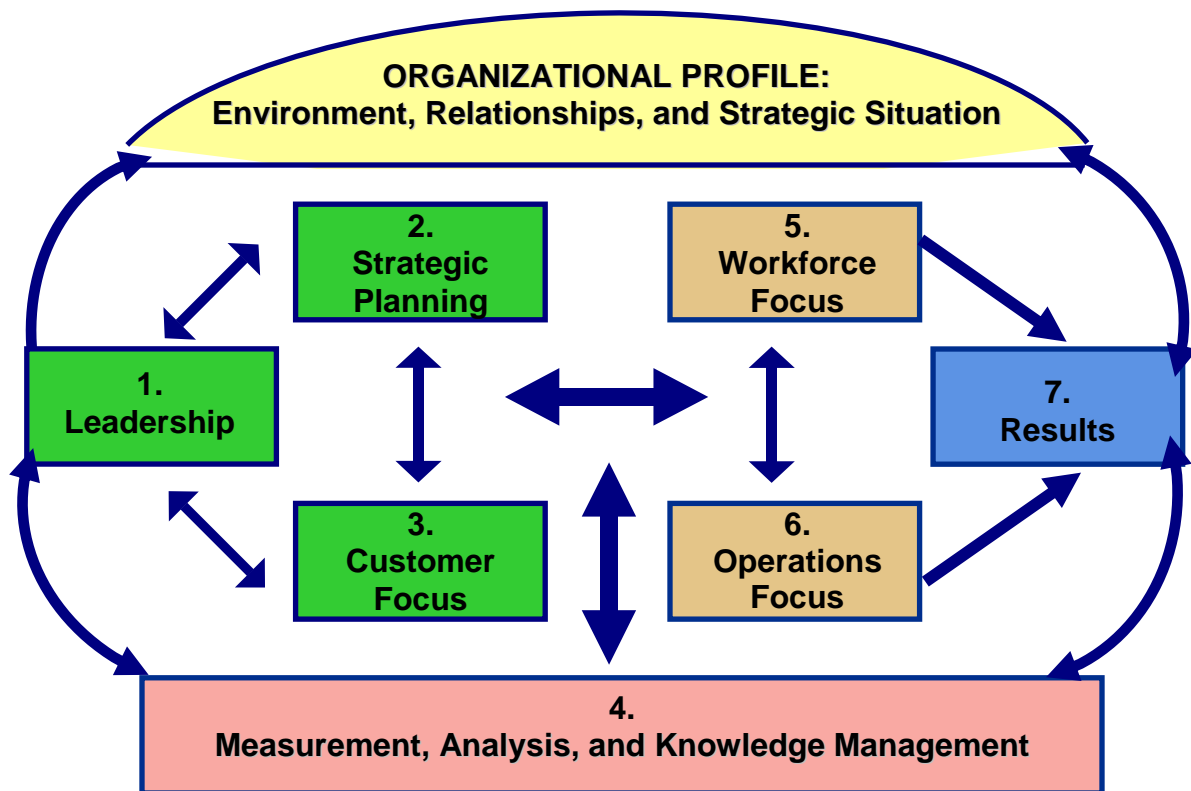 ORGANIZATIONAL PROFILE:
Environment, Relationships, and Strategic Situation
2.
Strategic
Planning
5.
Workforce
Focus
1.
Leadership
7.
Results
3.
Customer
Focus
6.
Operations
Focus
4.
Measurement, Analysis, and Knowledge Management